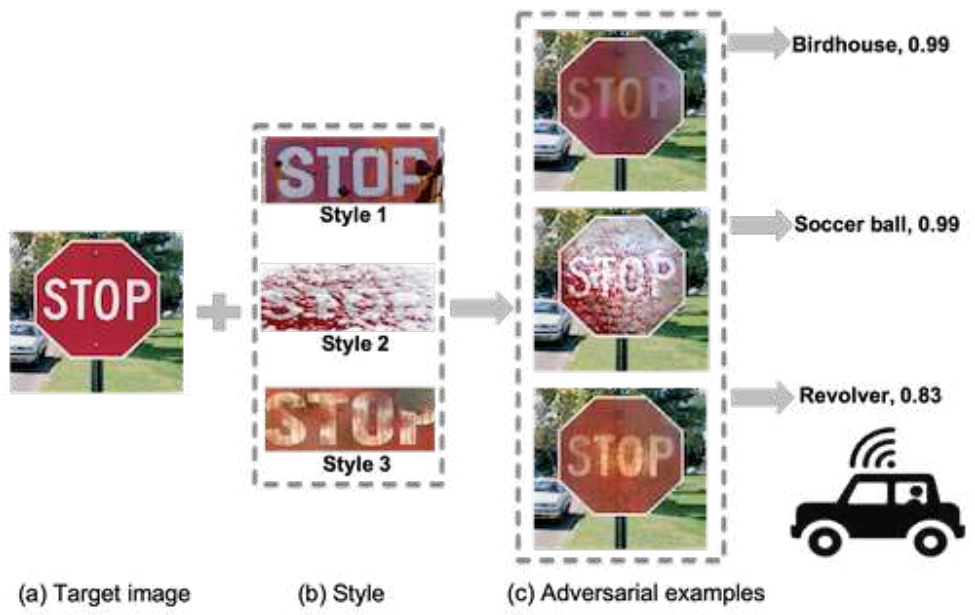 Birdhouse, 0.99
STOP
STOP
Style 1
Soccer ball, 0.99
STOP
STOP
STOP
Style 2
Revolver, 0.83
STOP
STOP
Style 3
(a) Target image
(b) Style
(c) Adversarial examples